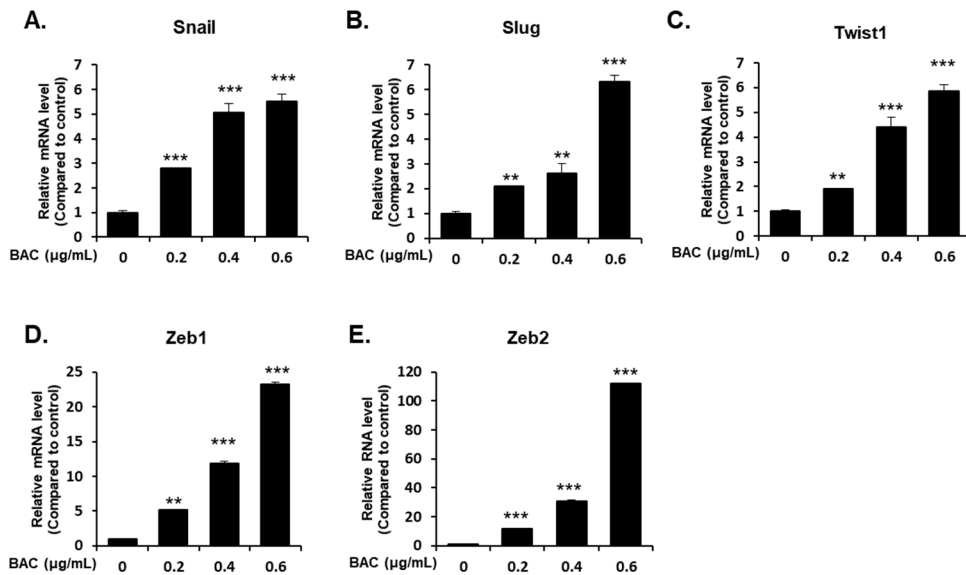 A.
Snail
Relative mRNA level
(Compared to control)
7
6
5
4
3
2
1
0
***
***
***
BAC (µg/mL) 0 0.2 0.4 0.6
B.
Slug
Relative mRNA level
(Compared to control)
7
6
5
4
3
2
1
0
**
**
***
BAC (µg/mL) 0 0.2 0.4 0.6
C.
Twist1
Relative mRNA level
(Compared to control)
7
6
5
4
3
2
1
0
**
***
***
BAC (µg/mL) 0 0.2 0.4 0.6
D.
Zeb1
Relative mRNA level
(Compared to control)
25
20
15
10
5
0
**
***
***
BAC (µg/mL) 0 0.2 0.4 0.6
E.
Zeb2
Relative RNA level
(Compared to control)
120
100
80
60
40
20
0
***
***
***
BAC (µg/mL) 0 0.2 0.4 0.6